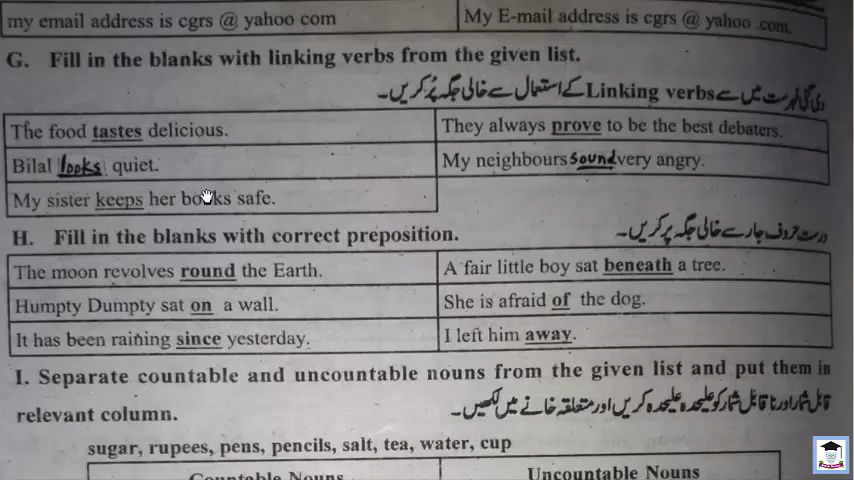 my email address is cgrs @ yahoo com
My E-mail address is cgrs @ yahoo .com.
G. Fill in the blanks with linking verbs from the given list.
دی گئی فہرست میں سے Linking verbs کے استعمال سے خالی جگہ پُر کریں۔
The food tastes delicious.
They always prove to be the best debaters.
Bilal looks quiet.
My neighbours sound very angry.
My sister keeps her books safe.
H. Fill in the blanks with correct preposition.
درست حروف جار سے خالی جگہ پر کریں۔
The moon revolves round the Earth.
A fair little boy sat beneath a tree.
Humpty Dumpty sat on a wall.
She is afraid of the dog.
It has been raining since yesterday.
I left him away.
I. Separate countable and uncountable nouns from the given list and put them in
relevant column.
قابل شمار اور ناقابل شمار کو علیحدہ علیحدہ کریں اور متعلقہ خانے میں لکھیں۔
sugar, rupees, pens, pencils, salt, tea, water, cup
Countable Nouns
Uncountable Nouns